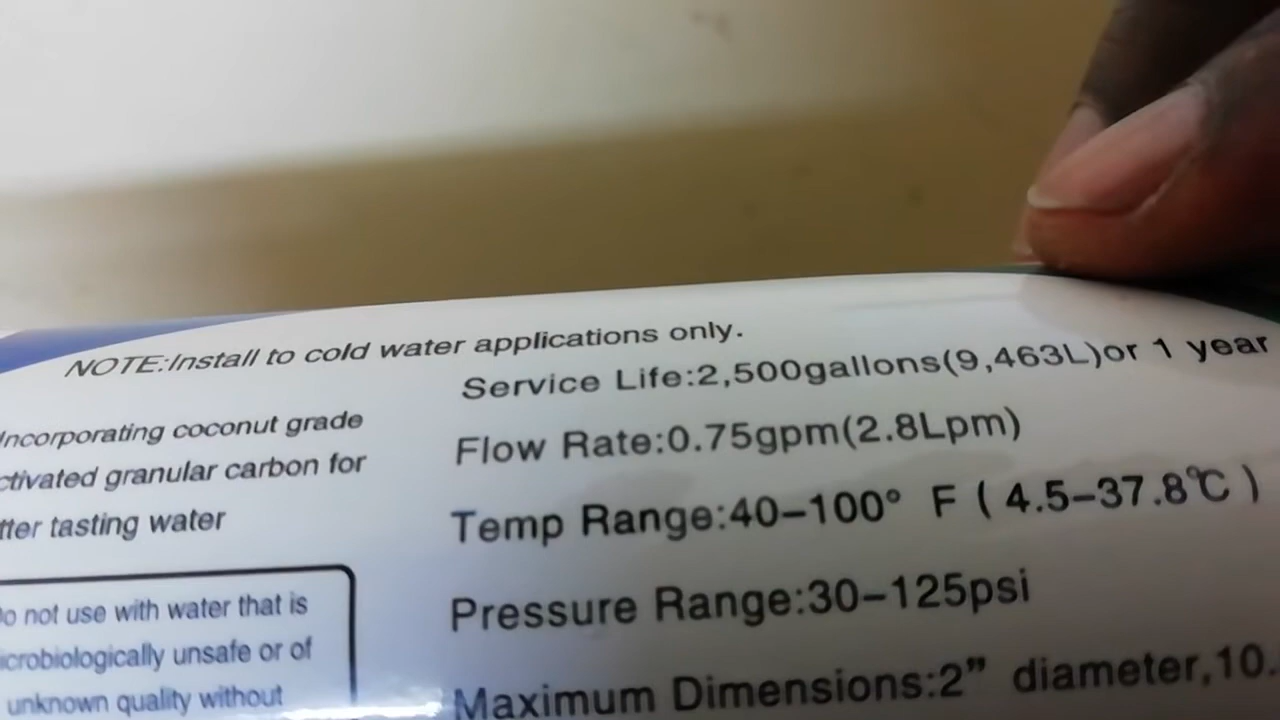 NOTE:Install to cold water applications only.
Incorporating coconut grade
ctivated granular carbon for
tter tasting water
o not use with water that is
icrobiologically unsafe or of
unknown quality without
Service Life:2,500gallons(9,463L)or 1 year
Flow Rate:0.75gpm(2.8Lpm)
Temp Range:40–100° F ( 4.5–37.8℃ )
Pressure Range:30–125psi
Maximum Dimensions:2” diameter,10.